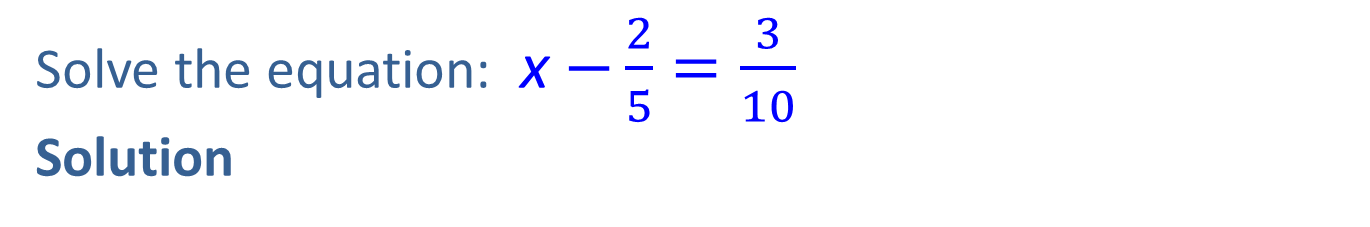 Solve the equation: x − 2/5 = 3/10
Solution